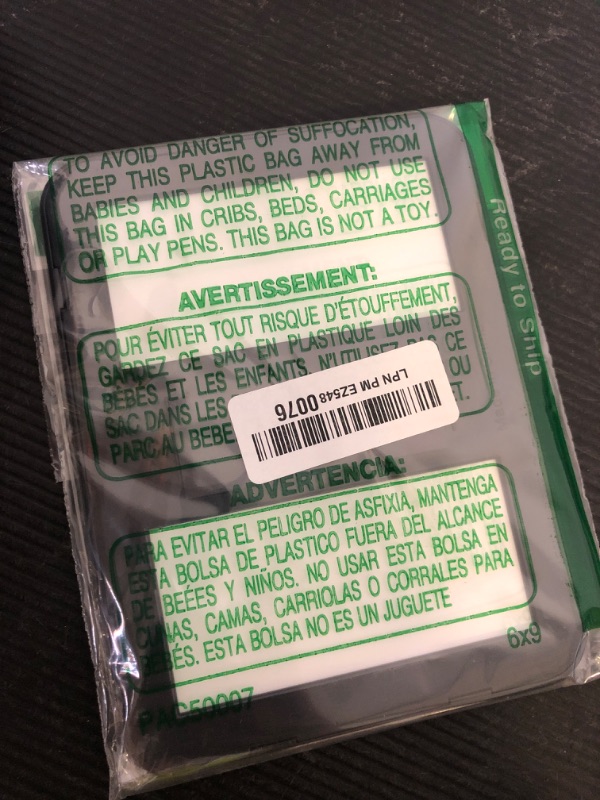 TO AVOID DANGER OF SUFFOCATION,
KEEP THIS PLASTIC BAG AWAY FROM
BABIES AND CHILDREN, DO NOT USE
THIS BAG IN CRIBS, BEDS, CARRIAGES
OR PLAY PENS. THIS BAG IS NOT A TOY.
AVERTISSEMENT:
POUR ÉVITER TOUT RISQUE D'ÉTOUFFEMENT,
GARDEZ CE SAC EN PLASTIQUE LOIN DES
BÉBÉS ET LES ENFANTS. N'UTILISEZ PAS CE
SAC DANS LES OU
PARC AU BEBE
LPN PM EZ5480076
ADVERTENCIA:
PARA EVITAR EL PELIGRO DE ASFIXIA, MANTENGA
ESTA BOLSA DE PLASTICO FUERA DEL ALCANCE
DE BEÉES Y NIÑOS. NO USAR ESTA BOLSA EN
CUNAS, CAMAS, CARRIOLAS O CORRALES PARA
BEBÉS. ESTA BOLSA NO ES UN JUGUETE
6x9
PAC50007
Ready to Ship